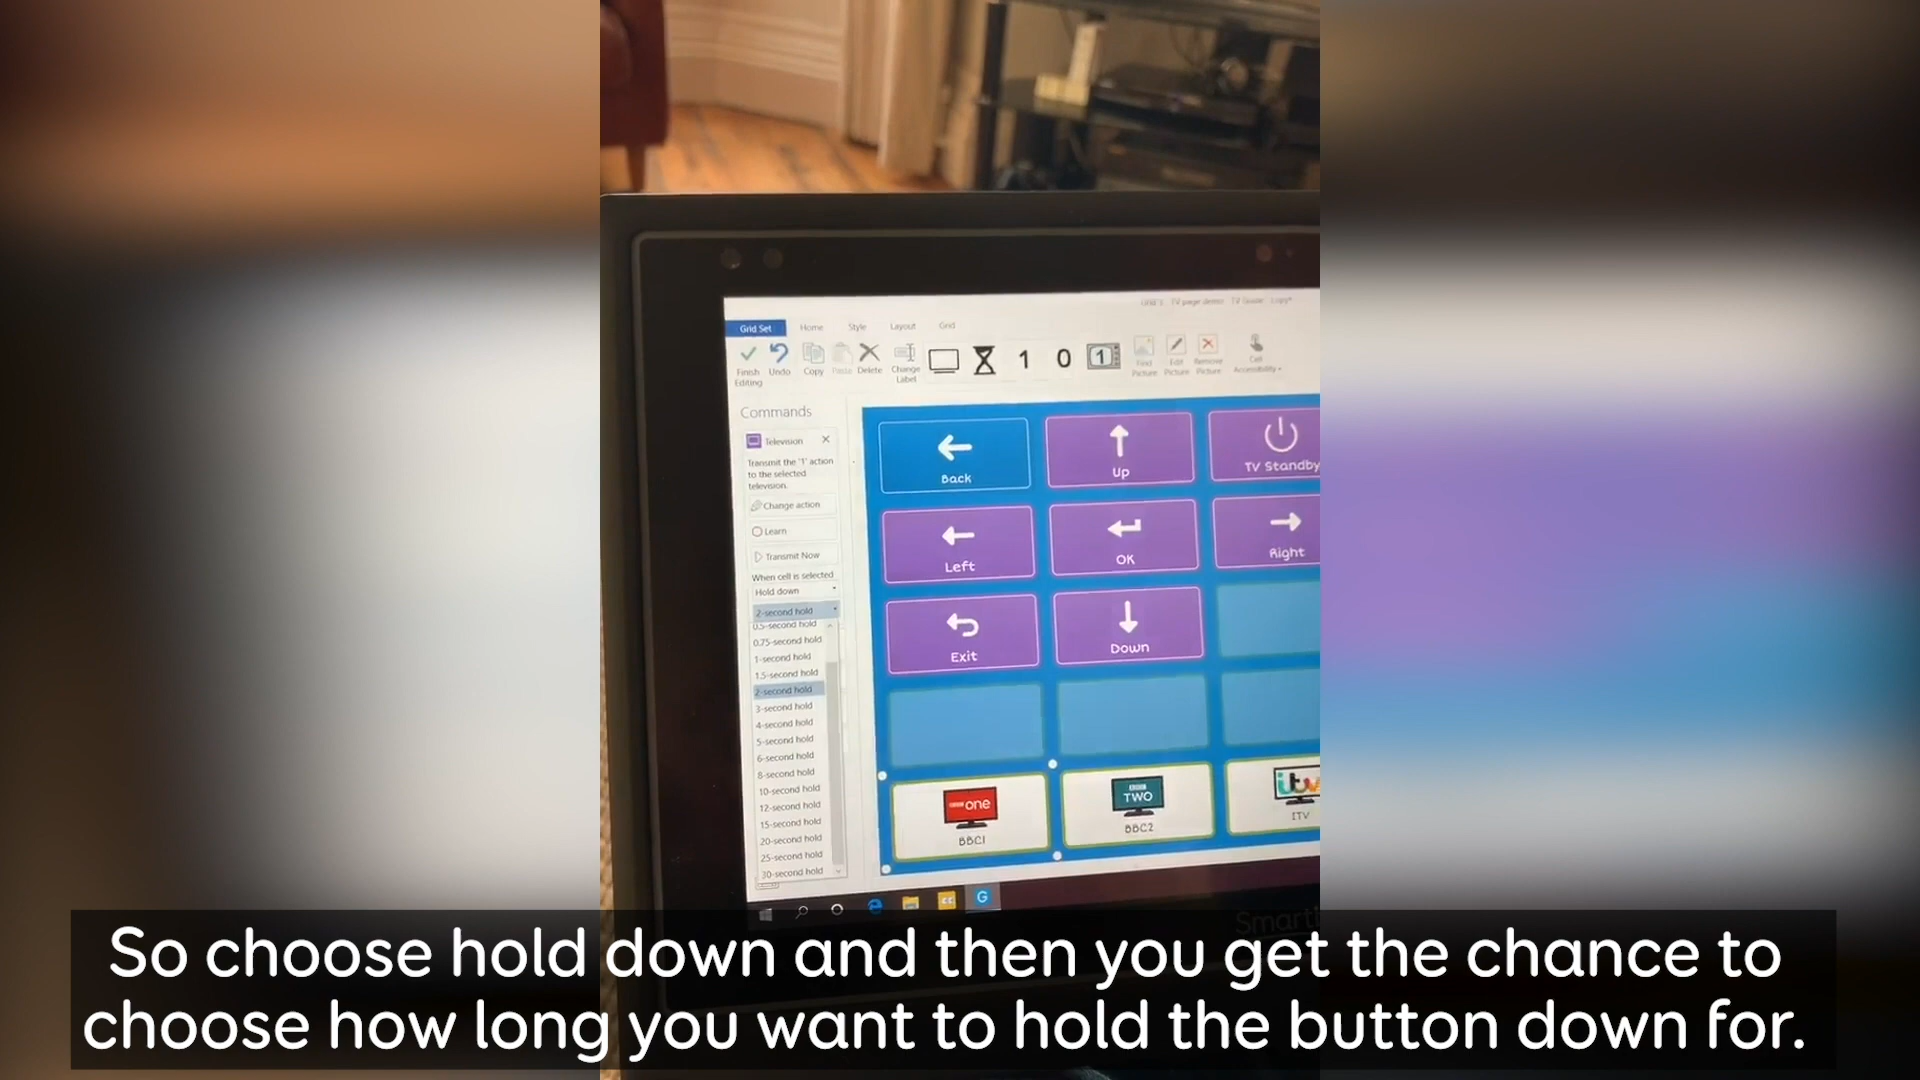 Grid Set Home Style Layout Grid
Finish Editing
Undo
Copy
Paste
Delete
Change Label
1
0
1
Find Picture
Edit Picture
Remove Picture
Cell Accessibility
Commands
Television
Transmit the '1' action
to the selected
television.
Change action
Learn
Transmit Now
When cell is selected
Hold down
2-second hold
0.5-second hold
0.75-second hold
1-second hold
1.5-second hold
2-second hold
3-second hold
4-second hold
5-second hold
6-second hold
8-second hold
10-second hold
12-second hold
15-second hold
20-second hold
25-second hold
30-second hold
Back
Up
TV Standby
Left
OK
Right
Exit
Down
one
BBC1
BBC
TWO
BBC2
itv
ITV
G
Smart
So choose hold down and then you get the chance to
choose how long you want to hold the button down for.